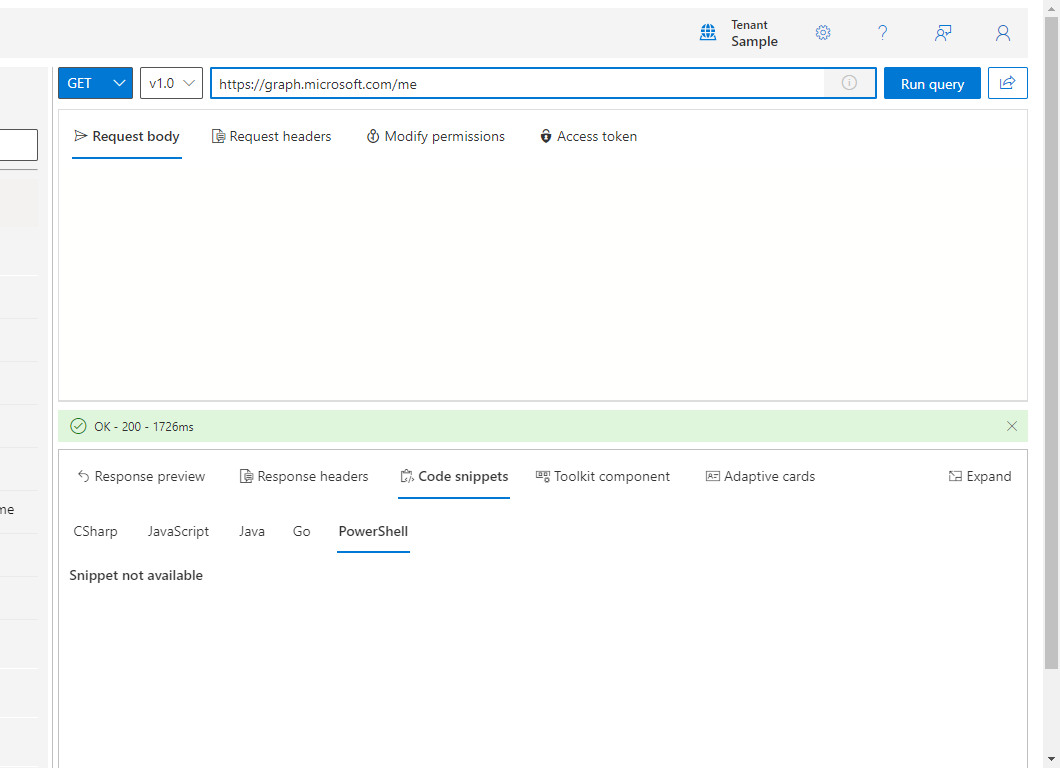 Tenant
Sample
GET
v1.0
https://graph.microsoft.com/me
Run query
Request body
Request headers
Modify permissions
Access token
OK - 200 - 1726ms
Response preview
Response headers
Code snippets
Toolkit component
Adaptive cards
Expand
CSharp
JavaScript
Java
Go
PowerShell
me
Snippet not available